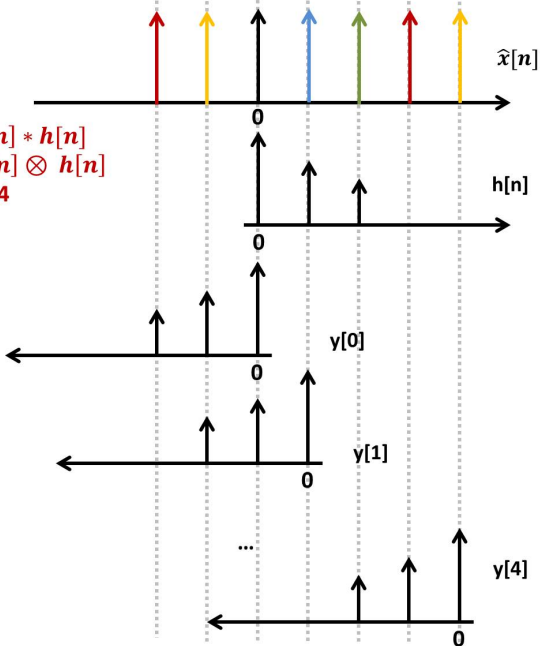 x̂[n]
0
n] ∗ h[n]
n] ⊗ h[n]
4
h[n]
0
y[0]
0
y[1]
0
...
y[4]
0